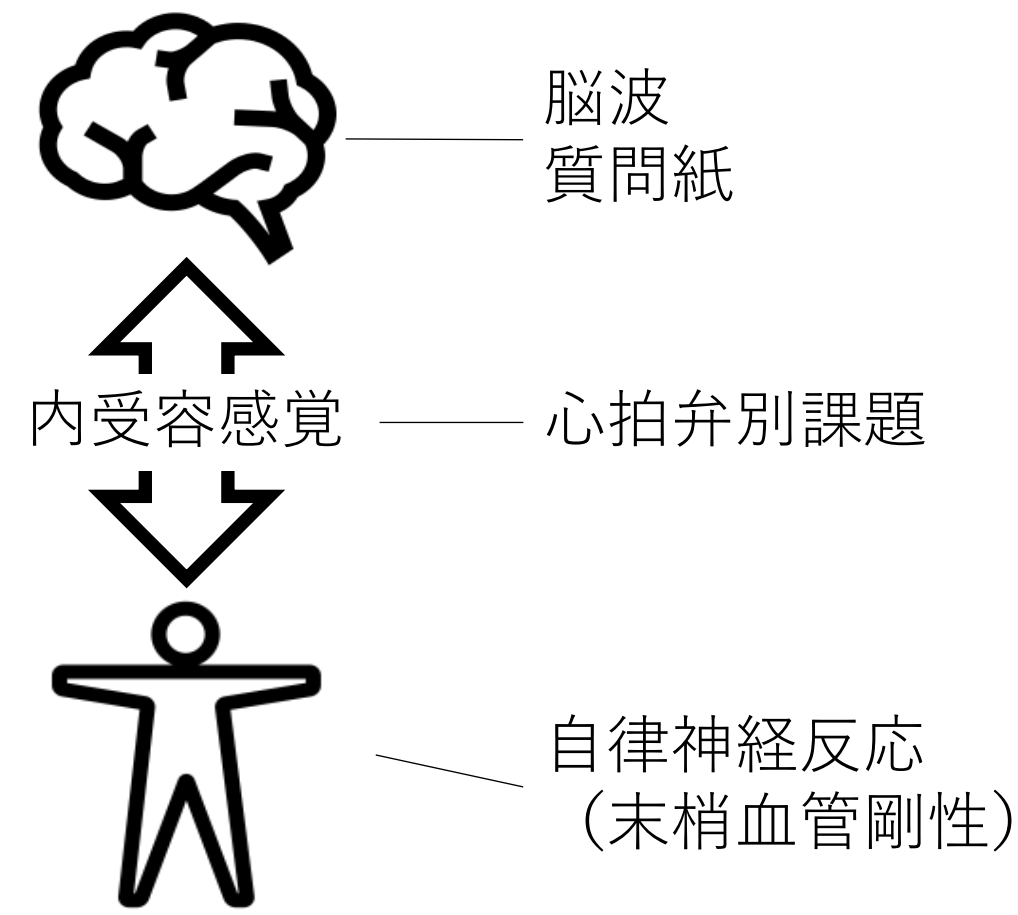 脳波
質問紙
内受容感覚
心拍弁別課題
自律神経反応
（末梢血管剛性）